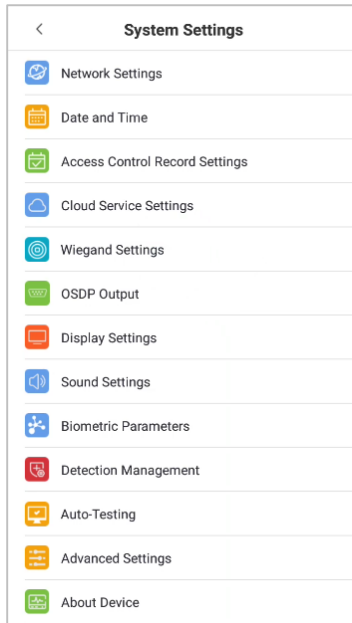 System Settings
Network Settings
Date and Time
Access Control Record Settings
Cloud Service Settings
Wiegand Settings
OSDP Output
Display Settings
Sound Settings
Biometric Parameters
Detection Management
Auto-Testing
Advanced Settings
About Device